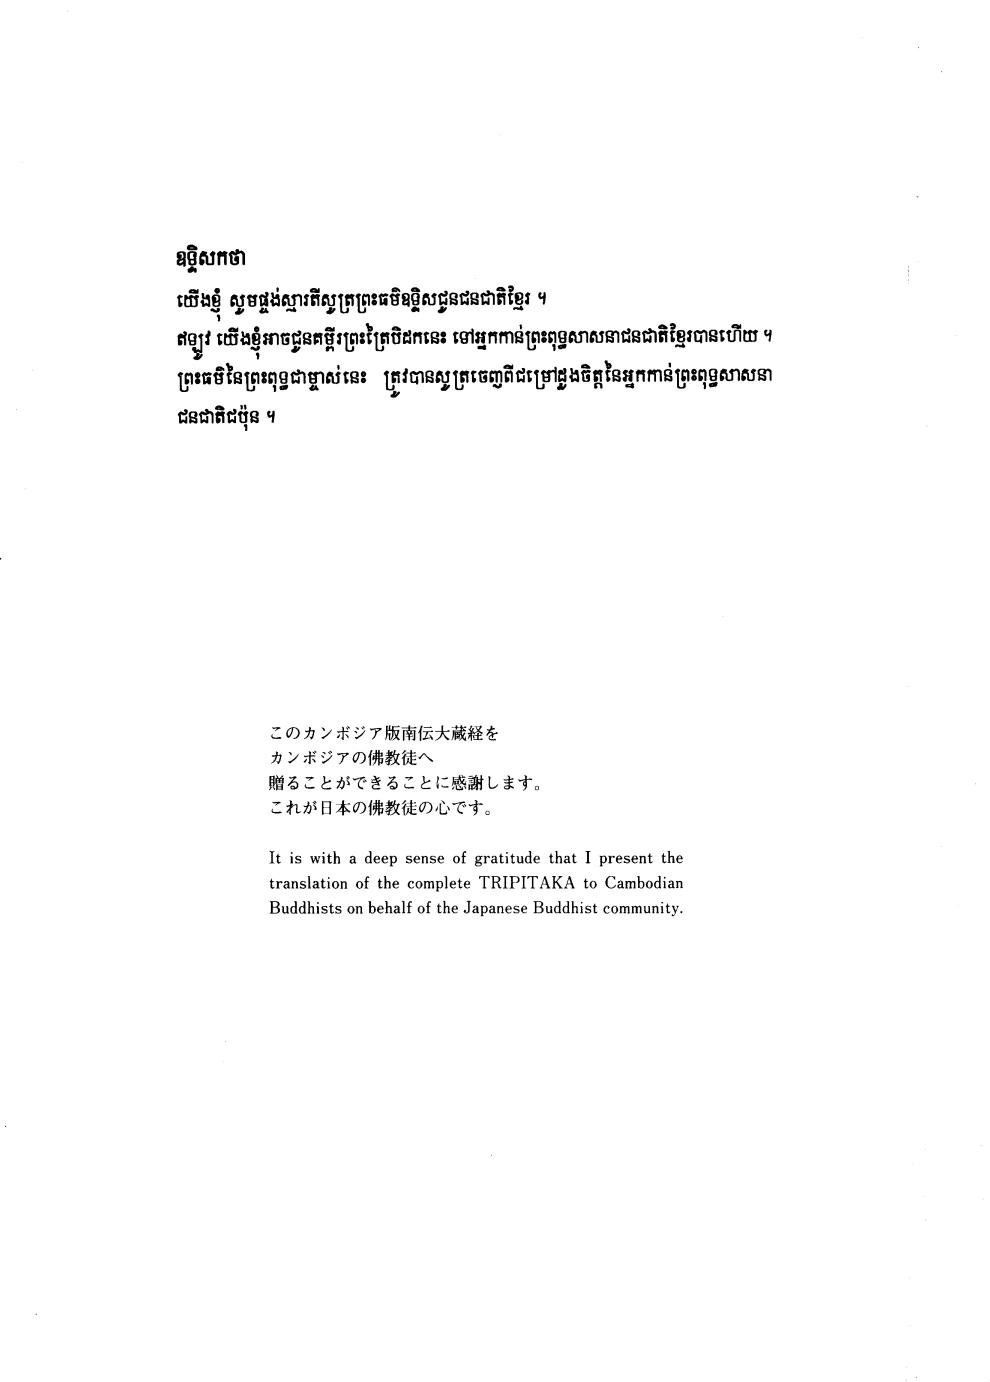 ឧទ្ទិសកថា
យើងខ្ញុំ សូមផ្ចង់ស្មារតីសូត្រព្រះធម៌ឧទ្ទិសជូនជនជាតិខ្មែរ ។
ឥឡូវ យើងខ្ញុំអាចជូនគម្ពីរព្រះត្រៃបិដកនេះ ទៅអ្នកកាន់ព្រះពុទ្ធសាសនាជនជាតិខ្មែរបានហើយ ។
ព្រះធម៌នៃព្រះពុទ្ធជាម្ចាស់នេះ ត្រូវបានសូត្រចេញពីជម្រៅដួងចិត្តនៃអ្នកកាន់ព្រះពុទ្ធសាសនា
ជនជាតិជប៉ុន ។
このカンボジア版南伝大蔵経を
カンボジアの佛教徒へ
贈ることができることに感謝します。
これが日本の佛教徒の心です。
It is with a deep sense of gratitude that I present the
translation of the complete TRIPITAKA to Cambodian
Buddhists on behalf of the Japanese Buddhist community.